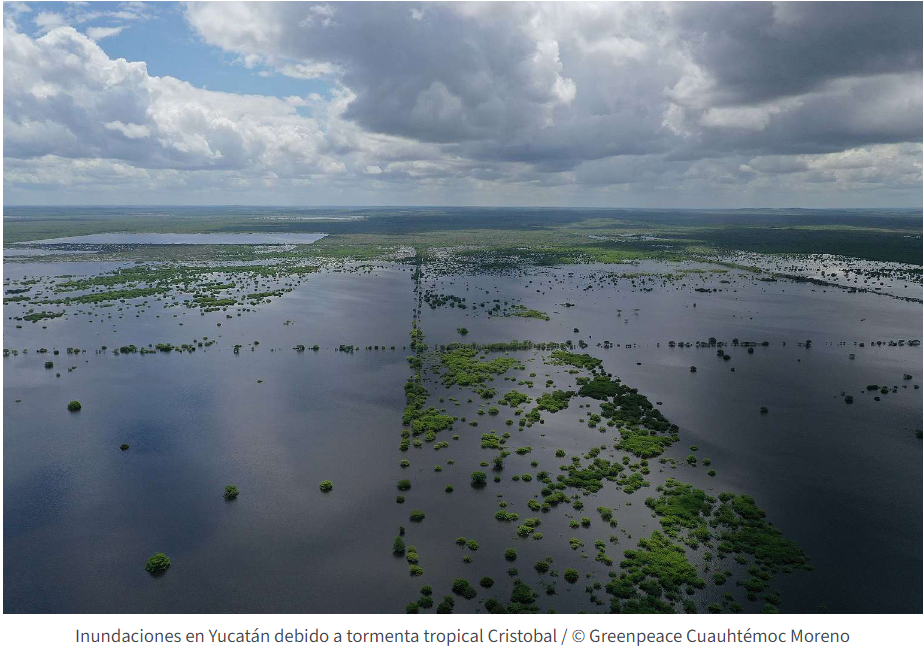 Inundaciones en Yucatán debido a tormenta tropical Cristobal / © Greenpeace Cuauhtémoc Moreno